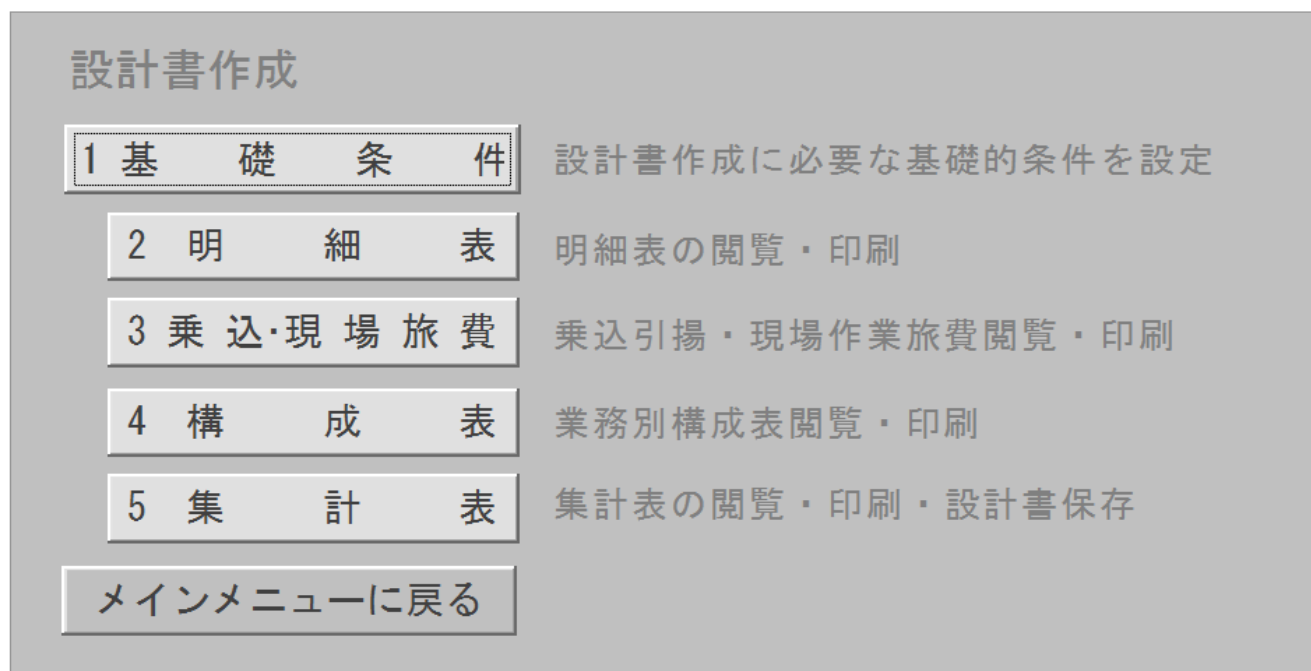 設計書作成
1 基礎条件 設計書作成に必要な基礎的条件を設定
2 明細表 明細表の閲覧・印刷
3 乗込・現場旅費 乗込引揚・現場作業旅費閲覧・印刷
4 構成表 業務別構成表閲覧・印刷
5 集計表 集計表の閲覧・印刷・設計書保存
メインメニューに戻る